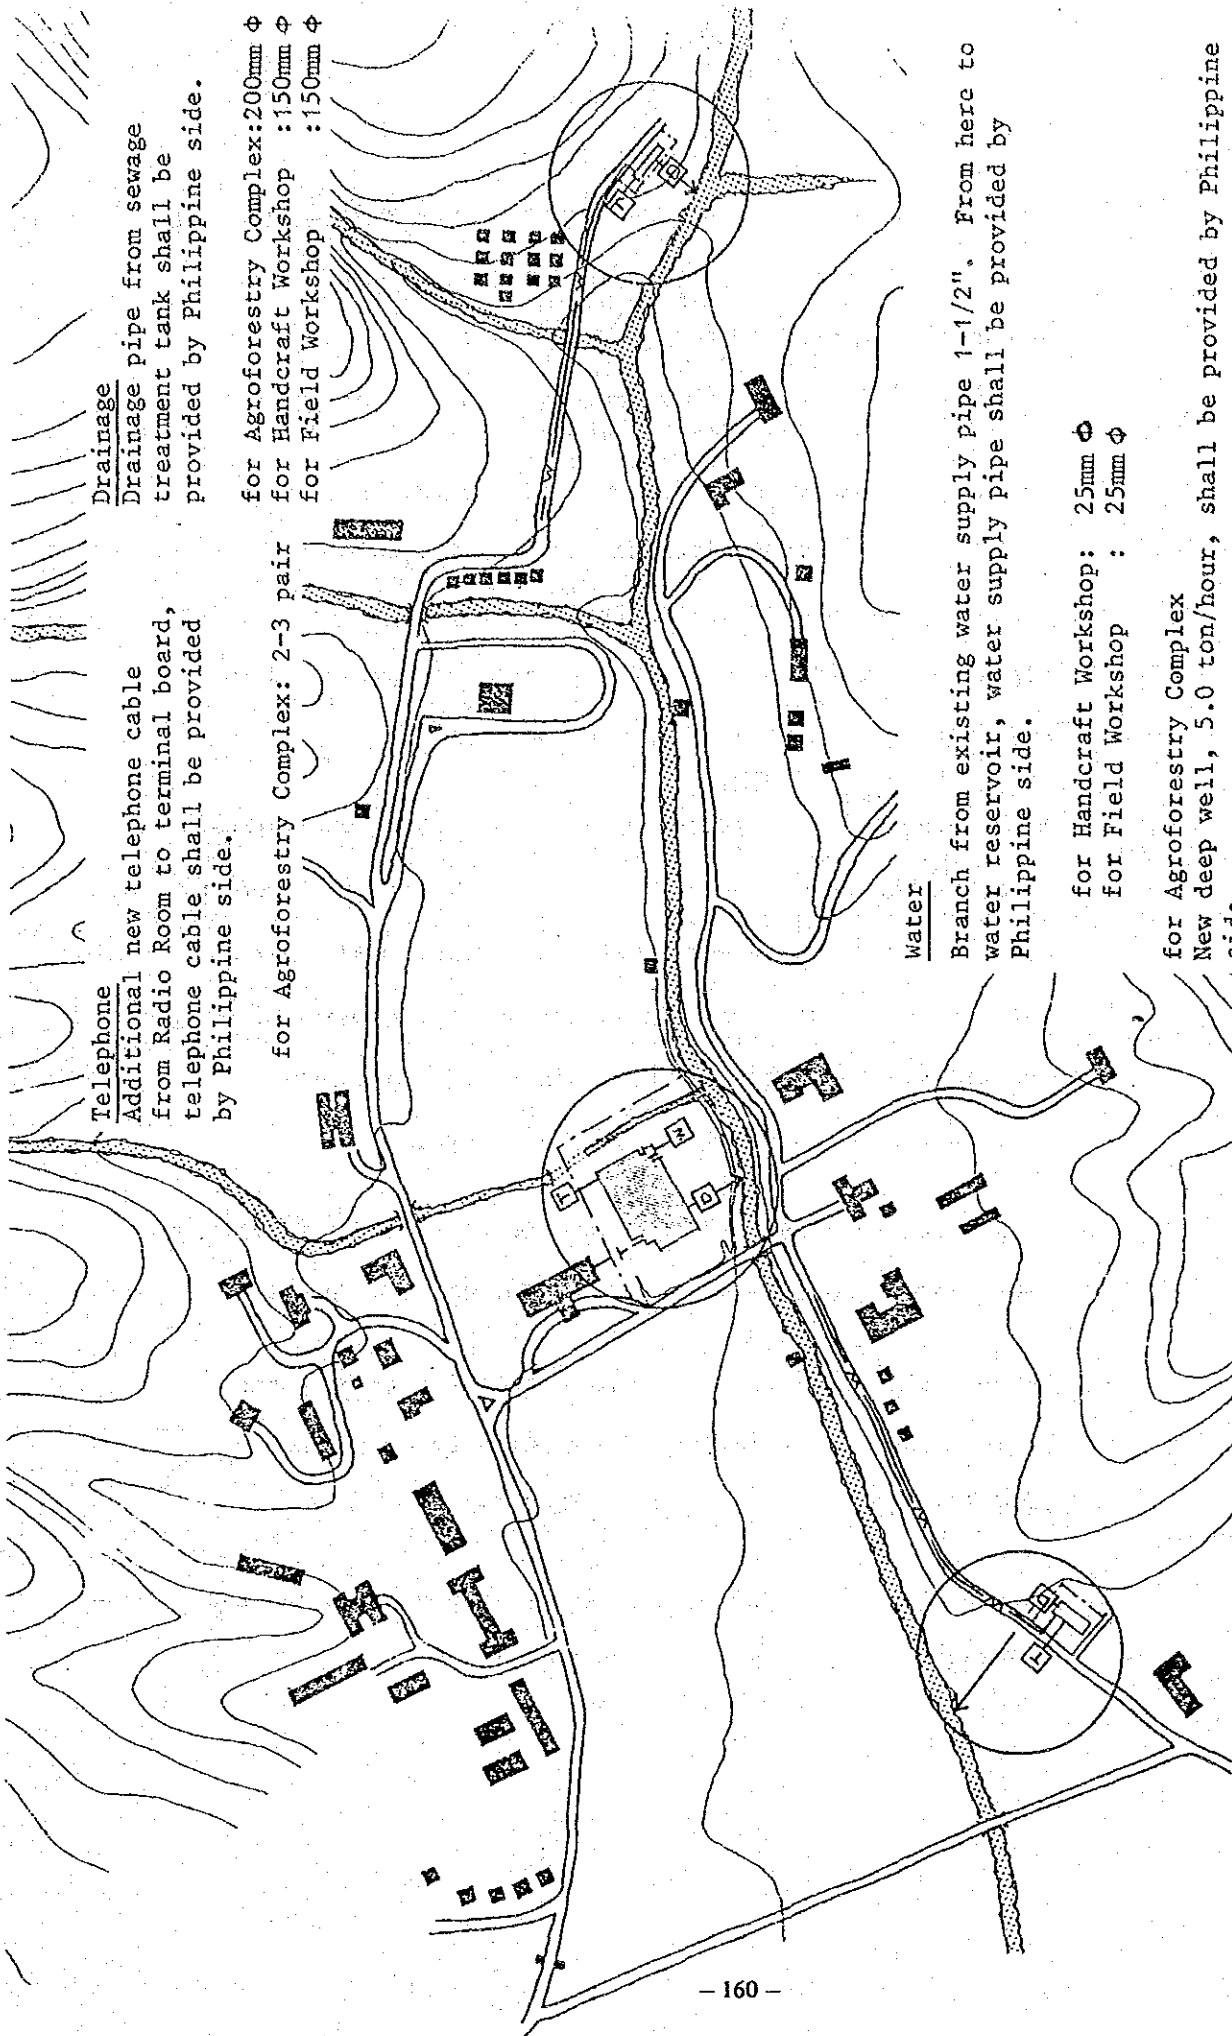 Telephone
Additional new telephone cable
from Radio Room to terminal board,
telephone cable shall be provided
by Philippine side.
for Agroforestry Complex: 2-3 pair
Drainage
Drainage pipe from sewage
treatment tank shall be
provided by Philippine side.
for Agroforestry Complex:200mm ϕ
for Handcraft Workshop :150mm ϕ
for Field Workshop :150mm ϕ
T
W
D
Water
Branch from existing water supply pipe 1-1/2". From here to
water reservoir, water supply pipe shall be provided by
Philippine side.
for Handcraft Workshop: 25mm ϕ
for Field Workshop : 25mm ϕ
for Agroforestry Complex
New deep well, 5.0 ton/hour, shall be provided by Philippine
side.
– 160 –